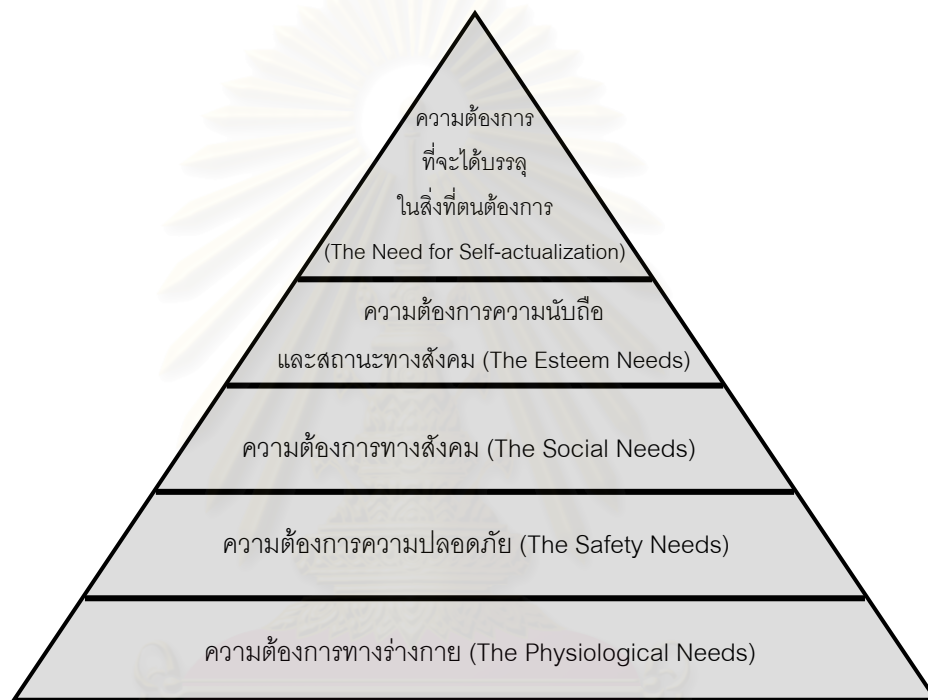 ความต้องการ
ที่จะได้บรรลุ
ในสิ่งที่ตนต้องการ
(The Need for Self-actualization)
ความต้องการความนับถือ
และสถานะทางสังคม (The Esteem Needs)
ความต้องการทางสังคม (The Social Needs)
ความต้องการความปลอดภัย (The Safety Needs)
ความต้องการทางร่างกาย (The Physiological Needs)